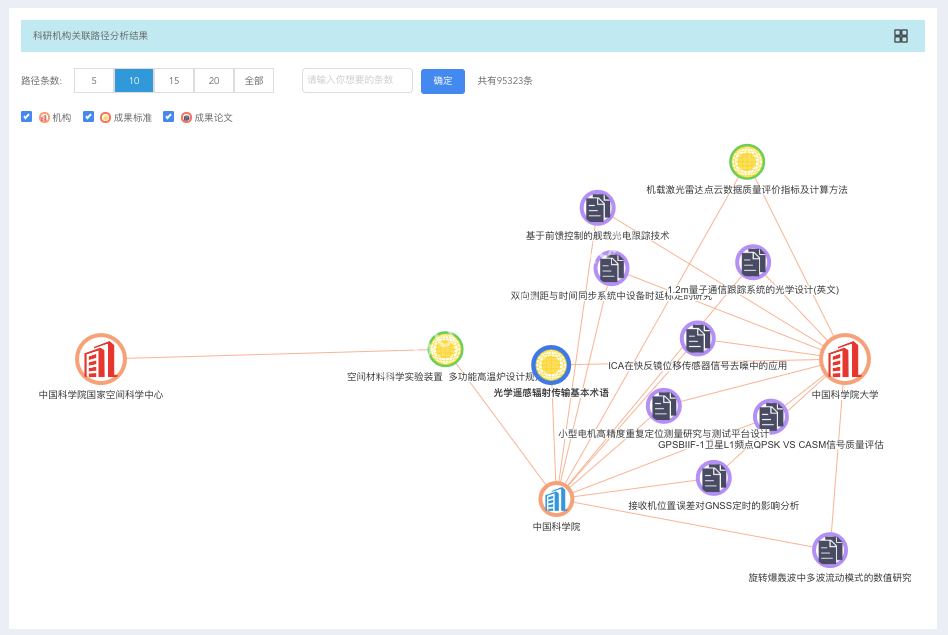 科研机构关联路径分析结果
路径条数: 5 10 15 20 全部 请输入你想要的条数 确定 共有95323条
机构 成果标准 成果论文
机载激光雷达点云数据质量评价指标及计算方法
基于前馈控制的舰载光电跟踪技术
1.2m量子通信跟踪系统的光学设计(英文)
双向测距与时间同步系统中设备时延标定的研究
ICA在快反镜位移传感器信号去噪中的应用
空间材料科学实验装置 多功能高温炉设计规
光学遥感辐射传输基本术语
中国科学院国家空间科学中心
中国科学院大学
小型电机高精度重复定位测量研究与测试平台设计
GPSBIIF-1卫星L1频点QPSK VS CASM信号质量评估
接收机位置误差对GNSS定时的影响分析
中国科学院
旋转爆轰波中多波流动模式的数值研究